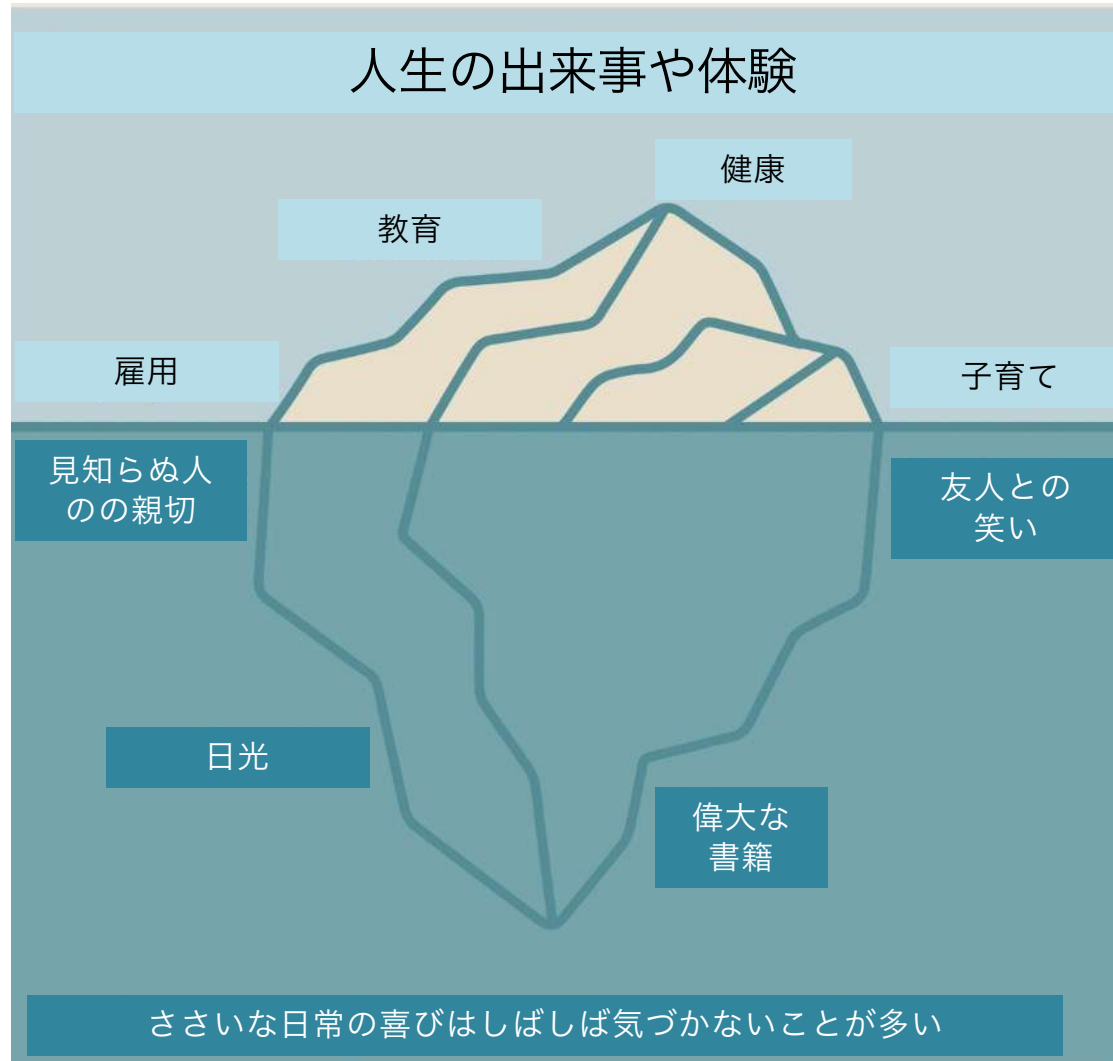 人生の出来事や体験
健康
教育
雇用
子育て
見知らぬ人
のの親切
友人との
笑い
日光
偉大な
書籍
ささいな日常の喜びはしばしば気づかないことが多い